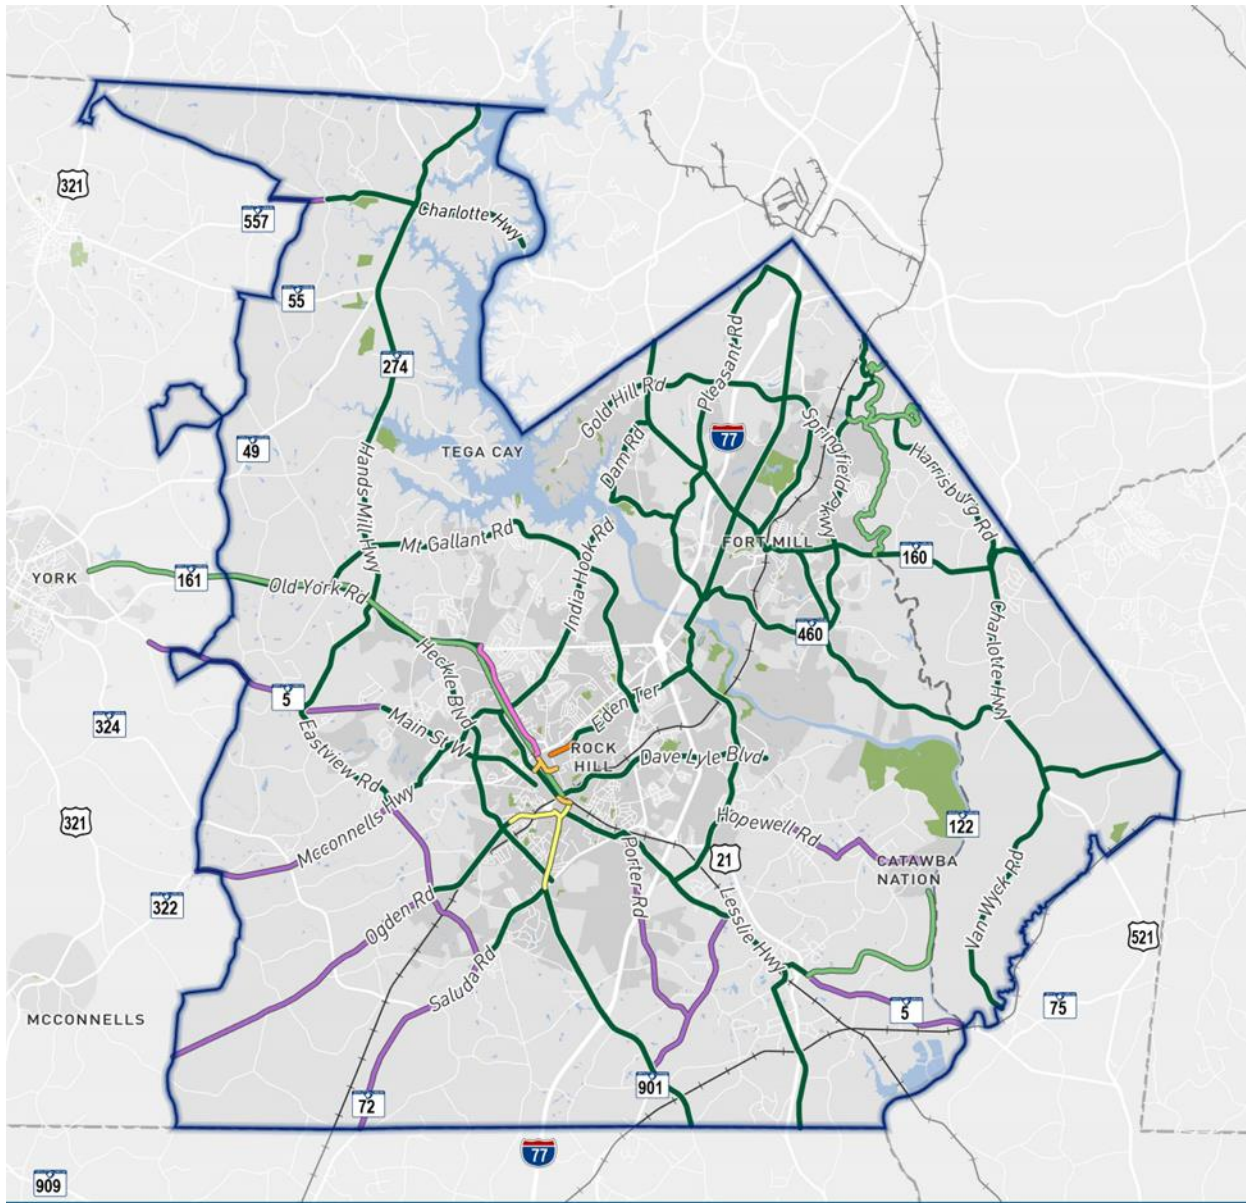 321
557
Charlotte Hwy
55
274
Pleasant Rd
Gold Hill Rd
77
Springfield Pkwy
49
TEGA CAY
Dam Rd
Harrisburg Rd
Hands Mill Hwy
Mt Gallant Rd
India Hook Rd
FORT MILL
160
YORK
161
Old York Rd
Charlotte Hwy
460
Heckle Blvd
5
324
Main St W
Eden Ter
Eastview Rd
ROCK
HILL
Dave Lyle Blvd
321
Mcconnells Hwy
Hopewell Rd
122
21
CATAWBA
NATION
Porter Rd
322
Ogden Rd
Lesslie Hwy
Van Wyck Rd
521
Saluda Rd
MCCONNELLS
5
75
901
72
77
909